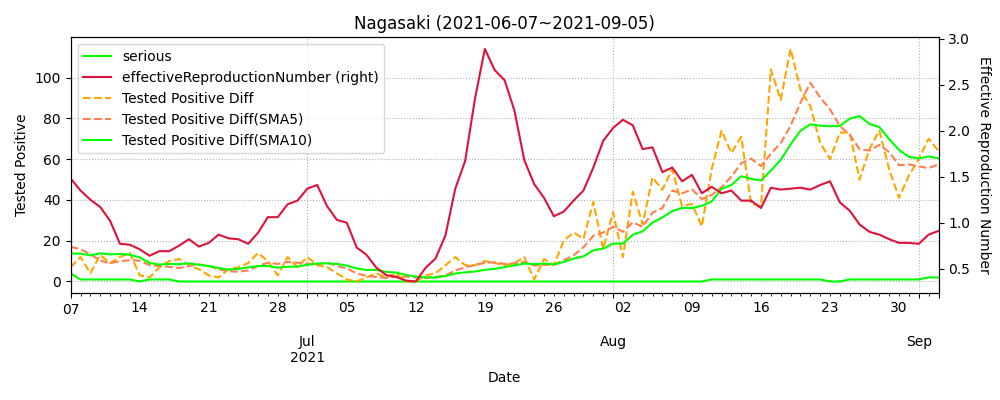 Nagasaki (2021-06-07~2021-09-05)
serious
effectiveReproductionNumber (right)
Tested Positive Diff
Tested Positive Diff(SMA5)
Tested Positive Diff(SMA10)
Tested Positive
100
80
60
40
20
0
3.0
2.5
2.0
1.5
1.0
0.5
Effective Reproduction Number
07 14 21 28 05 12 19 26 02 09 16 23 30
Jul Aug Sep
2021
Date